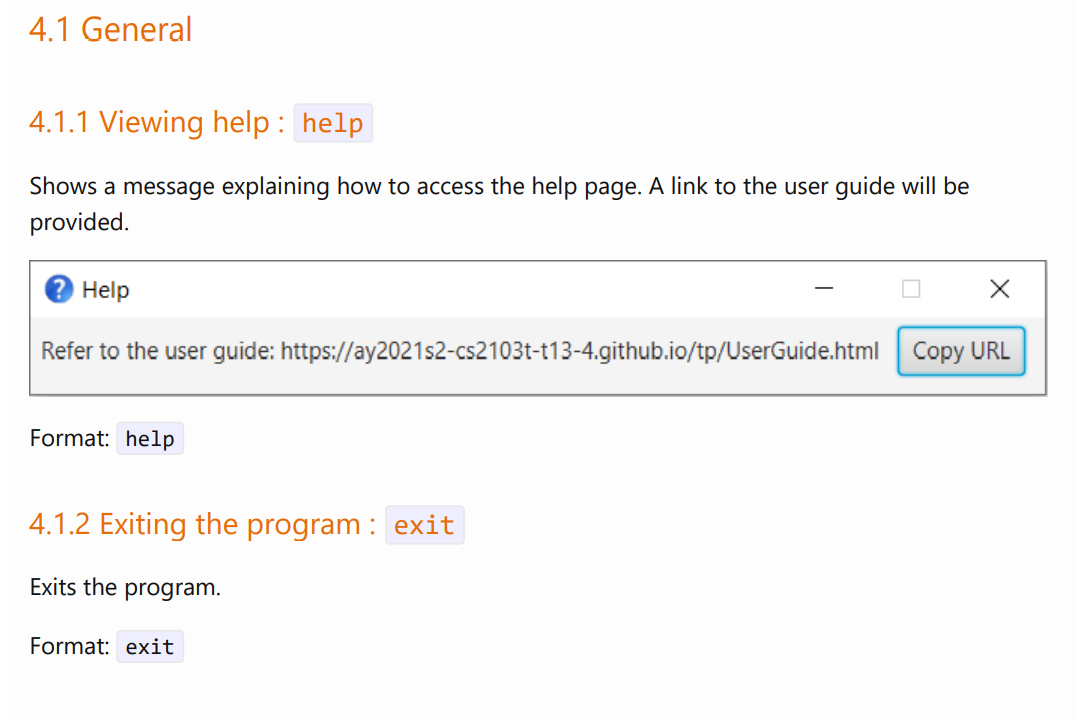 4.1 General
4.1.1 Viewing help : help
Shows a message explaining how to access the help page. A link to the user guide will be
provided.
Help
Refer to the user guide: https://ay2021s2-cs2103t-t13-4.github.io/tp/UserGuide.html Copy URL
Format: help
4.1.2 Exiting the program : exit
Exits the program.
Format: exit